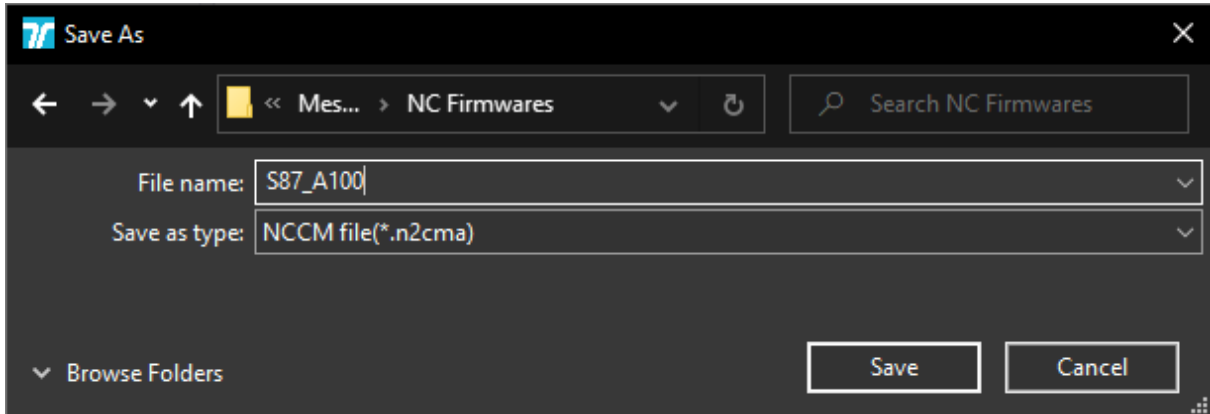 Save As
« Mes... > NC Firmwares
Search NC Firmwares
File name: S87_A100
Save as type: NCCM file(*.n2cma)
Browse Folders
Save
Cancel